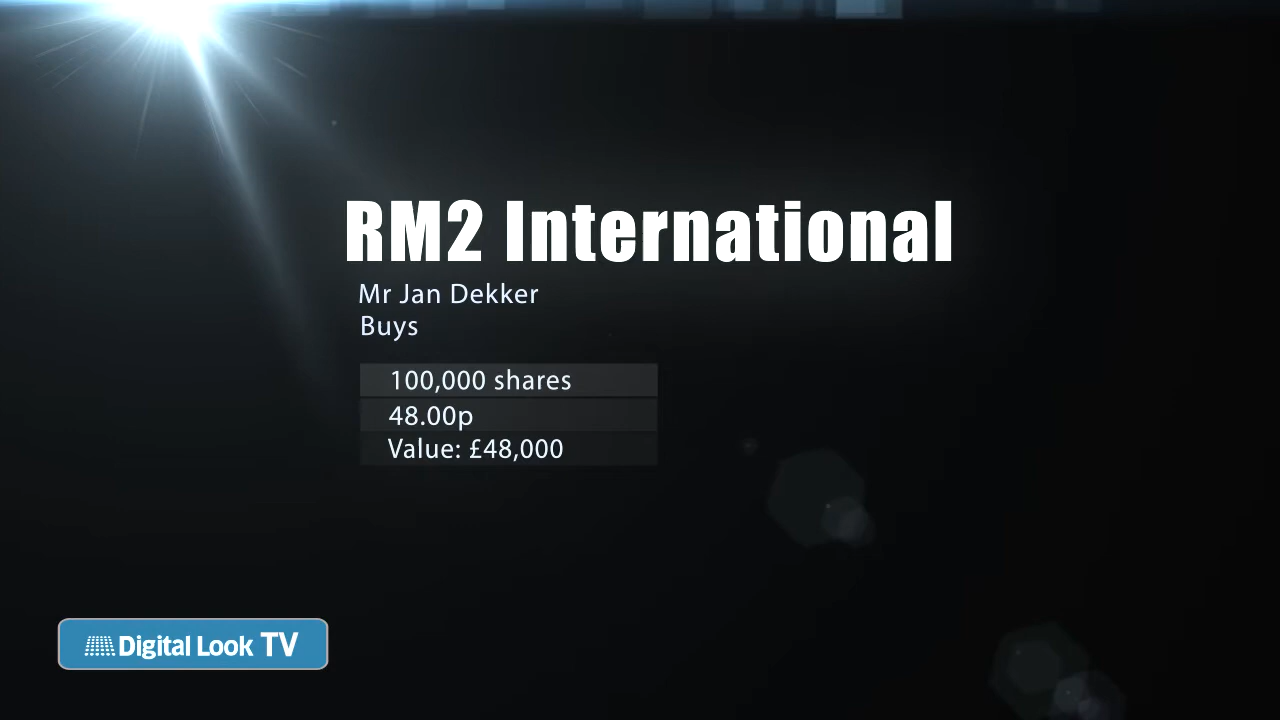 RM2 International
Mr Jan Dekker
Buys
100,000 shares
48.00p
Value: £48,000
Digital Look TV